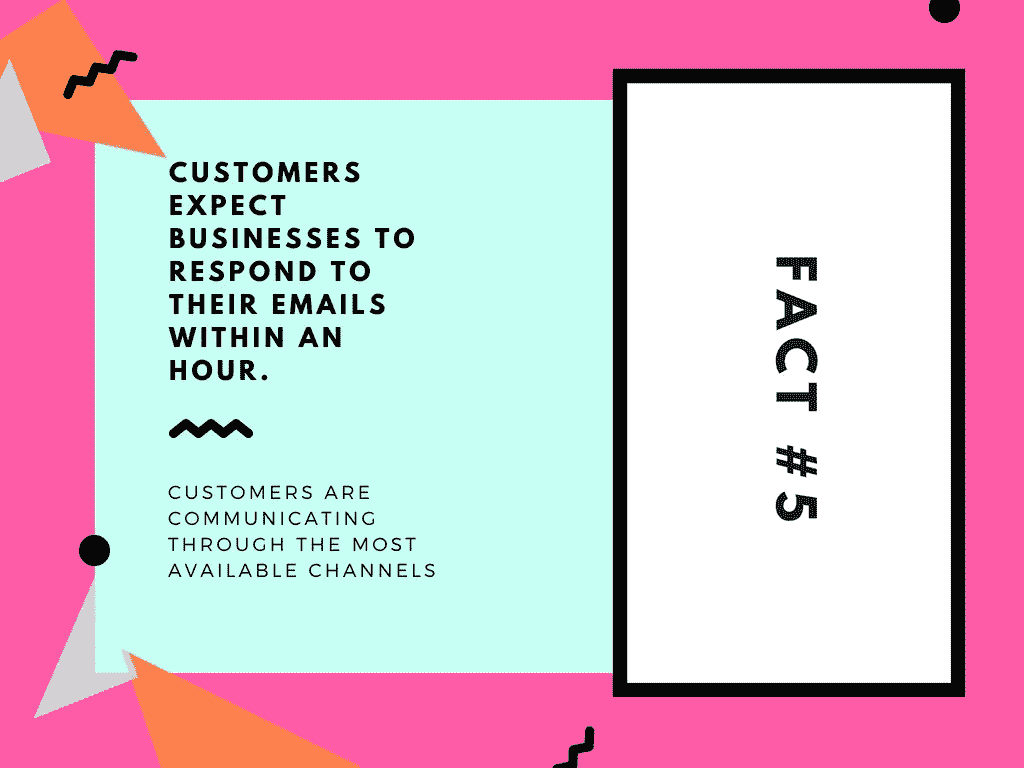 CUSTOMERS
EXPECT
BUSINESSES TO
RESPOND TO
THEIR EMAILS
WITHIN AN
HOUR.
CUSTOMERS ARE
COMMUNICATING
THROUGH THE MOST
AVAILABLE CHANNELS
FACT #5